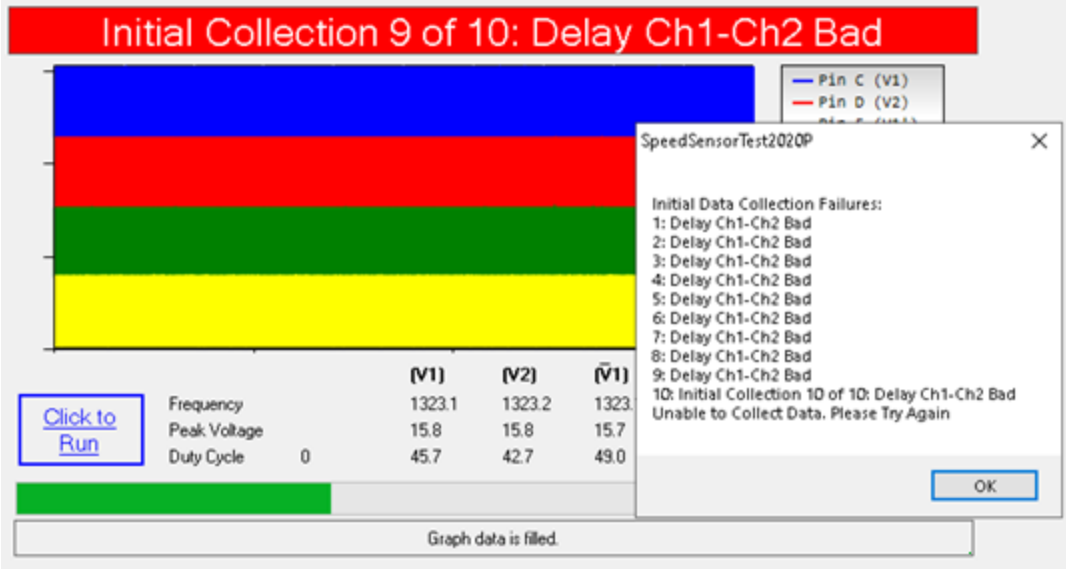 Initial Collection 9 of 10: Delay Ch1-Ch2 Bad
Pin C (V1)
Pin D (V2)
SpeedSensorTest2020P
Initial Data Collection Failures:
1: Delay Ch1-Ch2 Bad
2: Delay Ch1-Ch2 Bad
3: Delay Ch1-Ch2 Bad
4: Delay Ch1-Ch2 Bad
5: Delay Ch1-Ch2 Bad
6: Delay Ch1-Ch2 Bad
7: Delay Ch1-Ch2 Bad
8: Delay Ch1-Ch2 Bad
9: Delay Ch1-Ch2 Bad
10: Initial Collection 10 of 10: Delay Ch1-Ch2 Bad
Unable to Collect Data. Please Try Again
OK
(V1) (V2) (V̅1)
Frequency 1323.1 1323.2 1323.
Peak Voltage 15.8 15.8 15.7
Duty Cycle 0 45.7 42.7 49.0
Click to
Run
Graph data is filled.